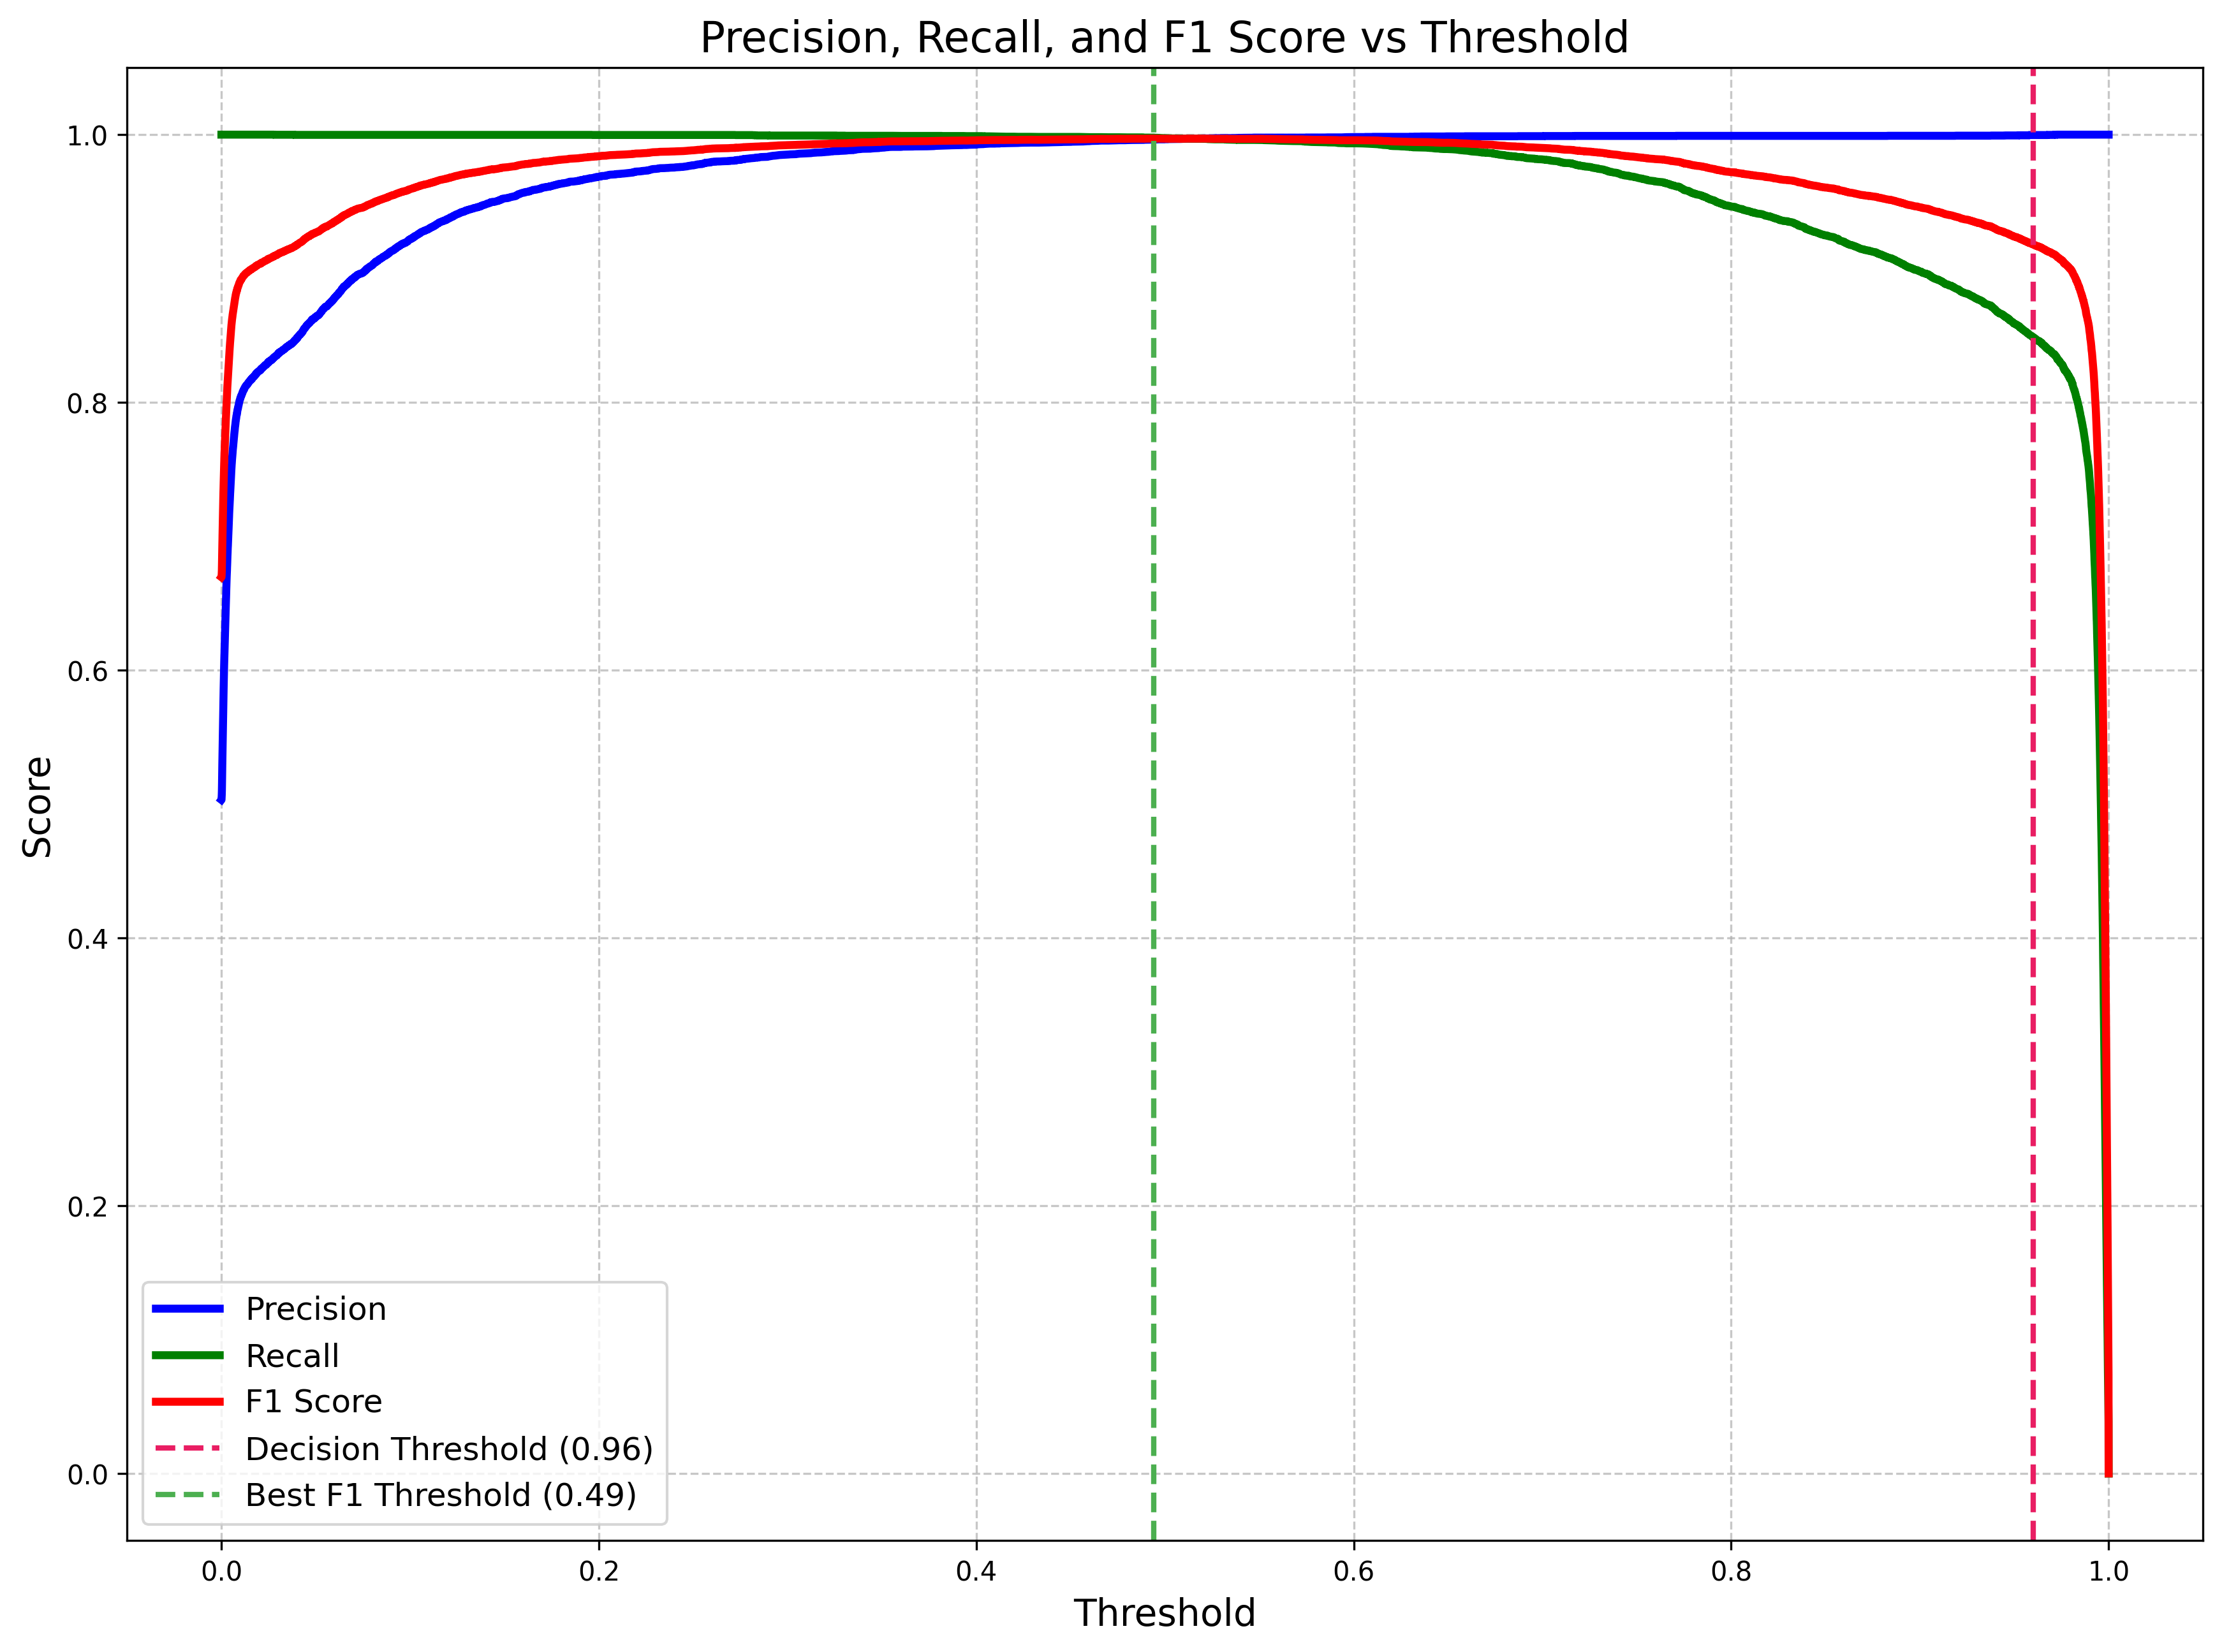 Precision, Recall, and F1 Score vs Threshold
1.0
0.8
0.6
0.4
0.2
0.0
Score
Precision
Recall
F1 Score
Decision Threshold (0.96)
Best F1 Threshold (0.49)
0.0 0.2 0.4 0.6 0.8 1.0
Threshold